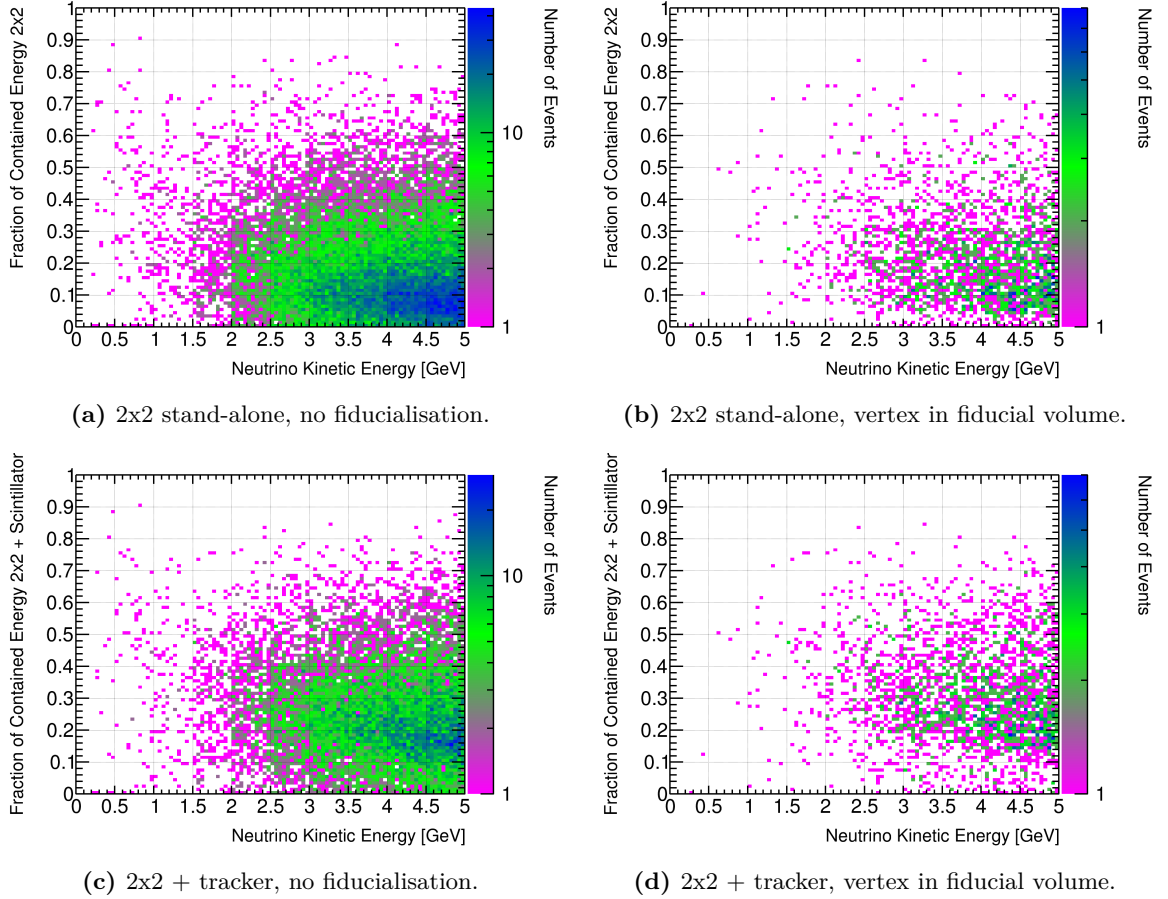 Fraction of Contained Energy 2x2
1
0.9
0.8
0.7
0.6
0.5
0.4
0.3
0.2
0.1
0
0 0.5 1 1.5 2 2.5 3 3.5 4 4.5 5
Neutrino Kinetic Energy [GeV]
10
1
Number of Events
(a) 2x2 stand-alone, no fiducialisation.
Fraction of Contained Energy 2x2
1
0.9
0.8
0.7
0.6
0.5
0.4
0.3
0.2
0.1
0
0 0.5 1 1.5 2 2.5 3 3.5 4 4.5 5
Neutrino Kinetic Energy [GeV]
1
Number of Events
(b) 2x2 stand-alone, vertex in fiducial volume.
Fraction of Contained Energy 2x2 + Scintillator
1
0.9
0.8
0.7
0.6
0.5
0.4
0.3
0.2
0.1
0
0 0.5 1 1.5 2 2.5 3 3.5 4 4.5 5
Neutrino Kinetic Energy [GeV]
10
1
Number of Events
(c) 2x2 + tracker, no fiducialisation.
Fraction of Contained Energy 2x2 + Scintillator
1
0.9
0.8
0.7
0.6
0.5
0.4
0.3
0.2
0.1
0
0 0.5 1 1.5 2 2.5 3 3.5 4 4.5 5
Neutrino Kinetic Energy [GeV]
1
Number of Events
(d) 2x2 + tracker, vertex in fiducial volume.